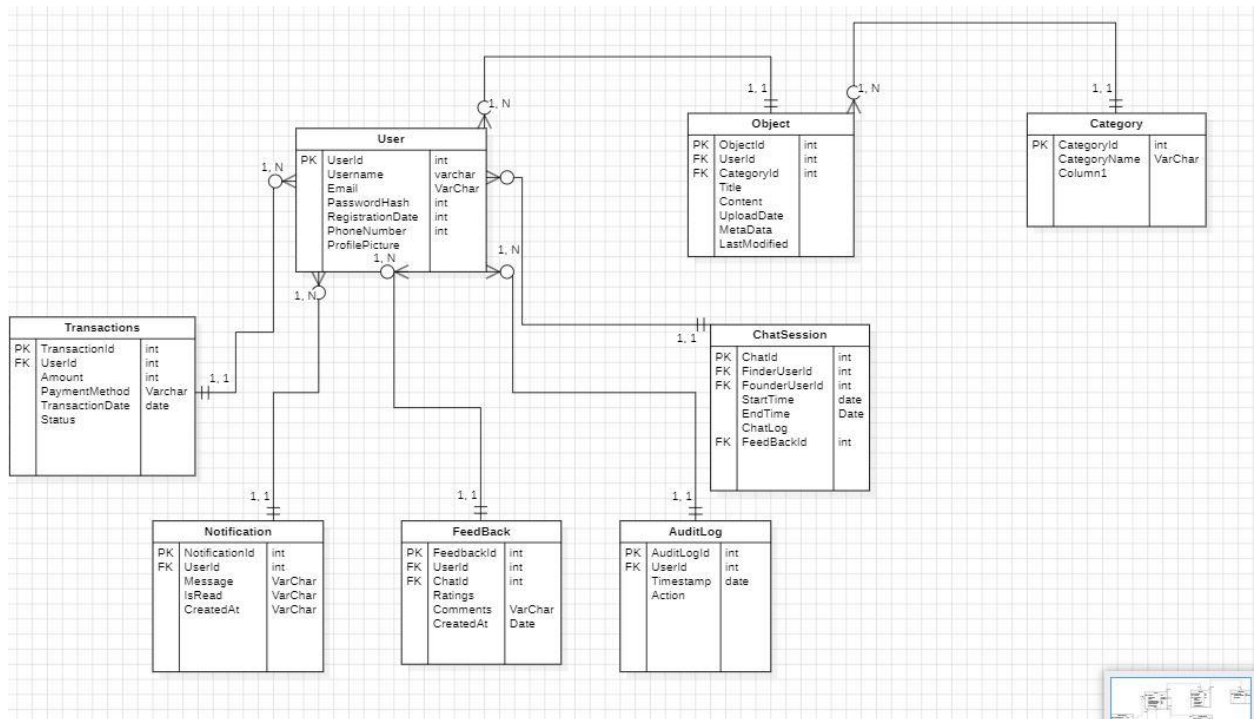 1, 1
1, N
1, 1
1, N
Object
PK ObjectId int
FK UserId int
FK CategoryId int
Title
Content
UploadDate
MetaData
LastModified
Category
PK CategoryId int
CategoryName VarChar
Column1
User
PK UserId int
Username varchar
Email VarChar
PasswordHash int
RegistrationDate int
PhoneNumber int
ProfilePicture
1, N
1, N
1, N
1, N
Transactions
PK TransactionId int
FK UserId int
Amount int
PaymentMethod Varchar
TransactionDate date
Status
1, 1
1, 1
ChatSession
PK ChatId int
FK FinderUserId int
FK FounderUserId int
StartTime date
EndTime Date
ChatLog
FK FeedBackId int
1, 1
1, 1
1, 1
Notification
PK NotificationId int
FK UserId int
Message VarChar
IsRead VarChar
CreatedAt VarChar
FeedBack
PK FeedbackId int
FK UserId int
FK ChatId int
Ratings
Comments VarChar
CreatedAt Date
AuditLog
PK AuditLogId int
FK UserId int
Timestamp date
Action